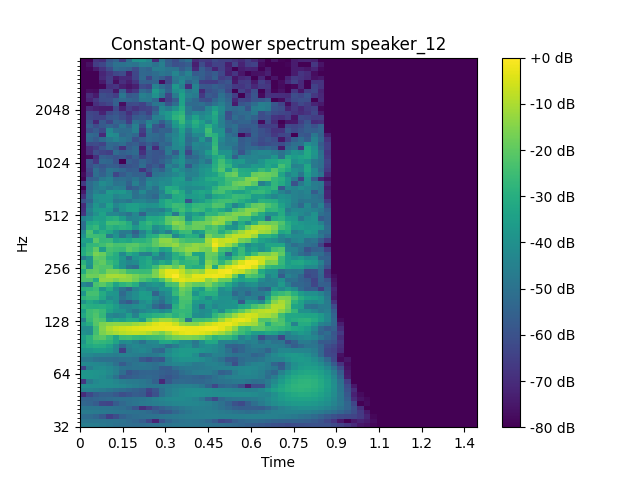 Constant-Q power spectrum speaker_12
Hz
2048
1024
512
256
128
64
32
0 0.15 0.3 0.45 0.6 0.75 0.9 1.1 1.2 1.4
Time
+0 dB
-10 dB
-20 dB
-30 dB
-40 dB
-50 dB
-60 dB
-70 dB
-80 dB